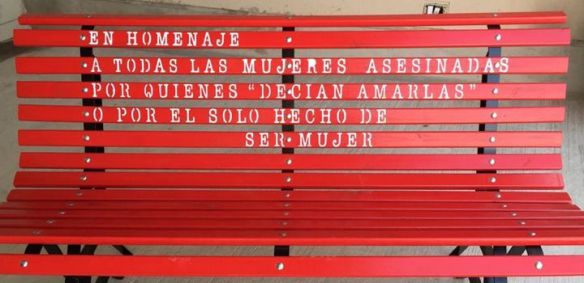 EN HOMENAJE
A TODAS LAS MUJERES ASESINADAS
POR QUIENES "DECIAN AMARLAS"
O POR EL SOLO HECHO DE
SER MUJER